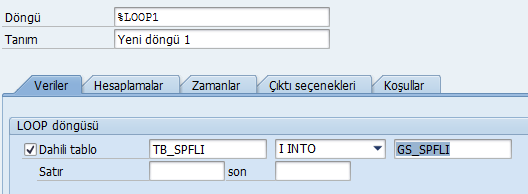 Döngü %LOOP1
Tanım Yeni döngü 1
Veriler Hesaplamalar Zamanlar Çıktı seçenekleri Koşullar
LOOP döngüsü
Dahili tablo TB_SPFLI I INTO GS_SPFLI
Satır son